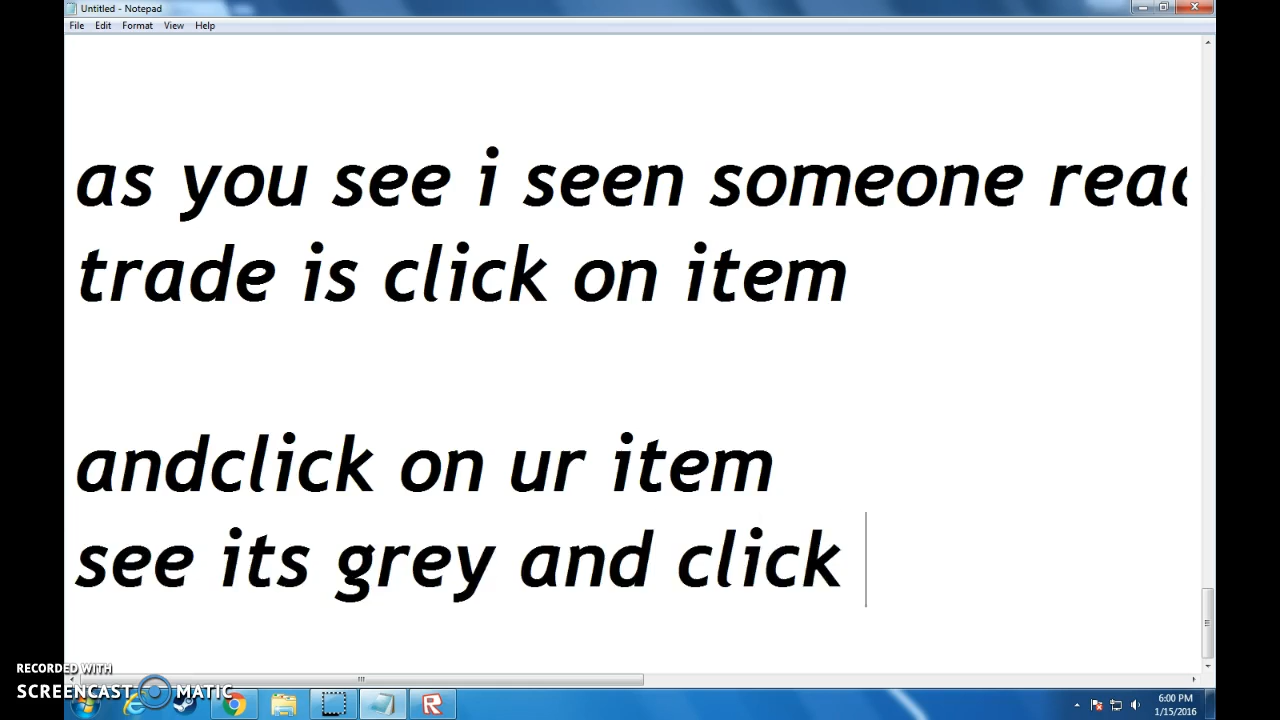 Untitled - Notepad
File Edit Format View Help
as you see i seen someone
trade is click on item
andclick on ur item
see its grey and click
RECORDED WITH
SCREENCAST MATIC
6:00 PM
1/15/2016